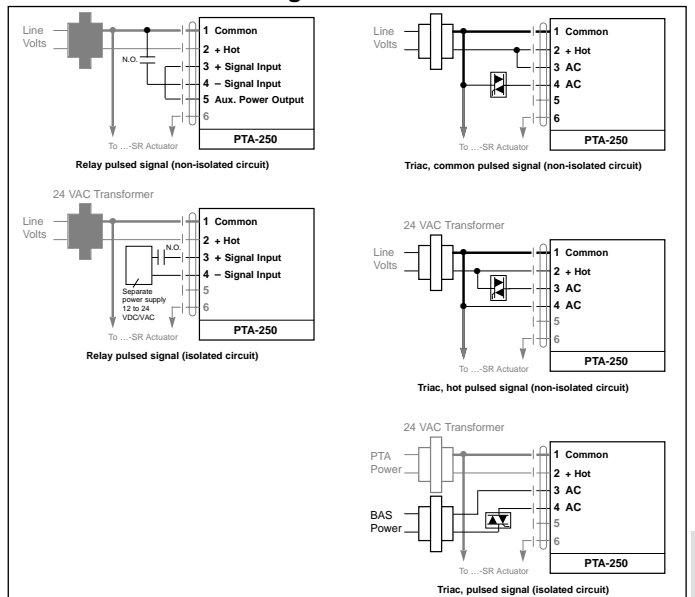 Line
Volts
N.O.
1 Common
2 + Hot
3 + Signal Input
4 – Signal Input
5 Aux. Power Output
6
To ...-SR Actuator
PTA-250
Relay pulsed signal (non-isolated circuit)
24 VAC Transformer
Line
Volts
N.O.
Separate
power supply
12 to 24
VDC/VAC
1 Common
2 + Hot
3 + Signal Input
4 – Signal Input
5
6
To ...-SR Actuator
PTA-250
Relay pulsed signal (isolated circuit)
Line
Volts
1 Common
2 + Hot
3 AC
4 AC
5
6
To ...-SR Actuator
PTA-250
Triac, common pulsed signal (non-isolated circuit)
24 VAC Transformer
Line
Volts
1 Common
2 + Hot
3 AC
4 AC
5
6
To ...-SR Actuator
PTA-250
Triac, hot pulsed signal (non-isolated circuit)
24 VAC Transformer
PTA
Power
BAS
Power
1 Common
2 + Hot
3 AC
4 AC
5
6
To ...-SR Actuator
PTA-250
Triac, pulsed signal (isolated circuit)